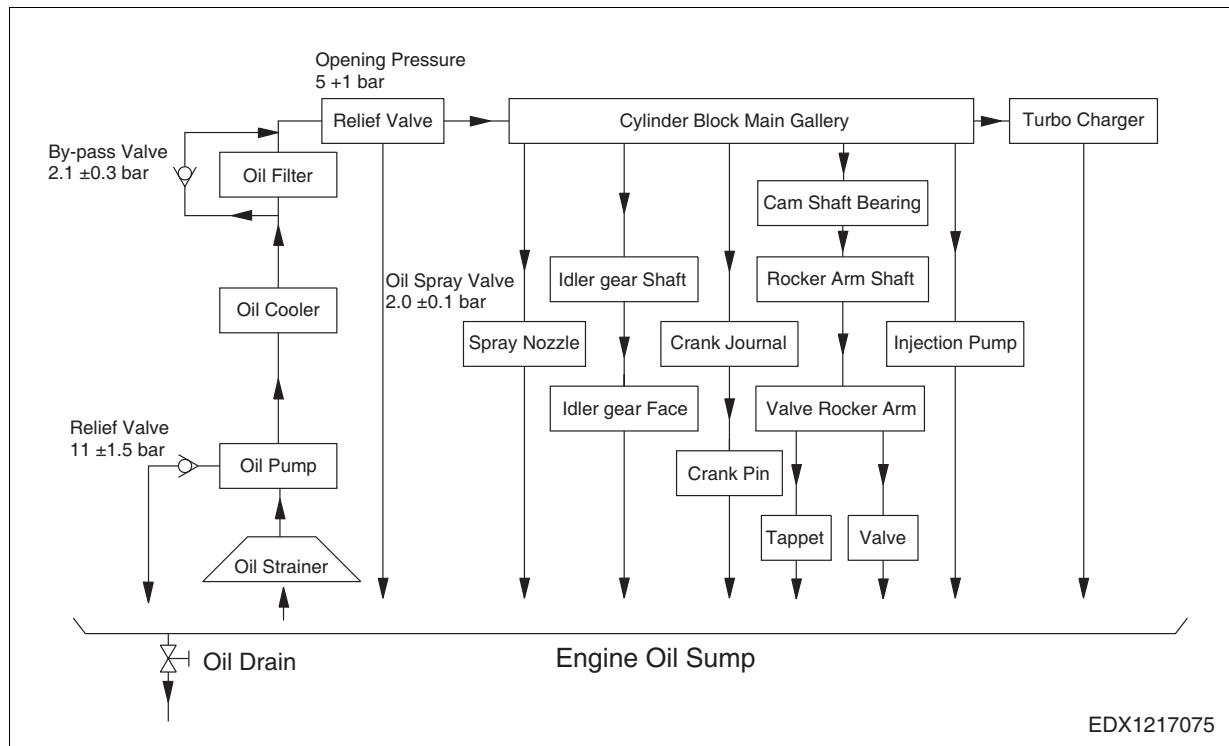 Opening Pressure
5 +1 bar
Relief Valve
Cylinder Block Main Gallery
Turbo Charger
By-pass Valve
2.1 ±0.3 bar
Oil Filter
Cam Shaft Bearing
Oil Spray Valve
2.0 ±0.1 bar
Idler gear Shaft
Rocker Arm Shaft
Oil Cooler
Spray Nozzle
Crank Journal
Injection Pump
Idler gear Face
Valve Rocker Arm
Relief Valve
11 ±1.5 bar
Oil Pump
Crank Pin
Tappet
Valve
Oil Strainer
Oil Drain
Engine Oil Sump
EDX1217075